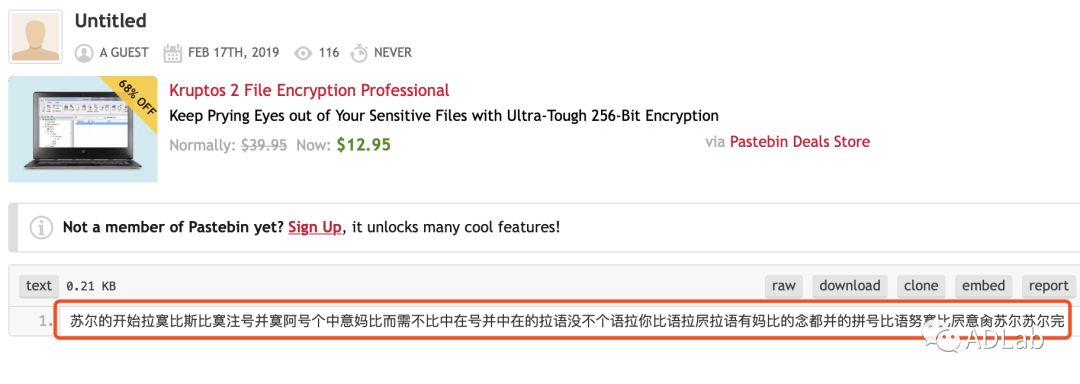 Untitled
A GUEST FEB 17TH, 2019 116 NEVER
68% OFF
Kruptos 2 File Encryption Professional
Keep Prying Eyes out of Your Sensitive Files with Ultra-Tough 256-Bit Encryption
Normally: $39.95 Now: $12.95
via Pastebin Deals Store
Not a member of Pastebin yet? Sign Up, it unlocks many cool features!
text 0.21 KB raw download clone embed report
1. 苏尔的开始拉寞比斯比寞注号并寞阿号个中意妈比而需不比中在号并中在的拉语没不个语拉你比语拉屄拉语有妈比的念都并的拼号比语努寞比屄意肏苏尔苏尔完
ADLab